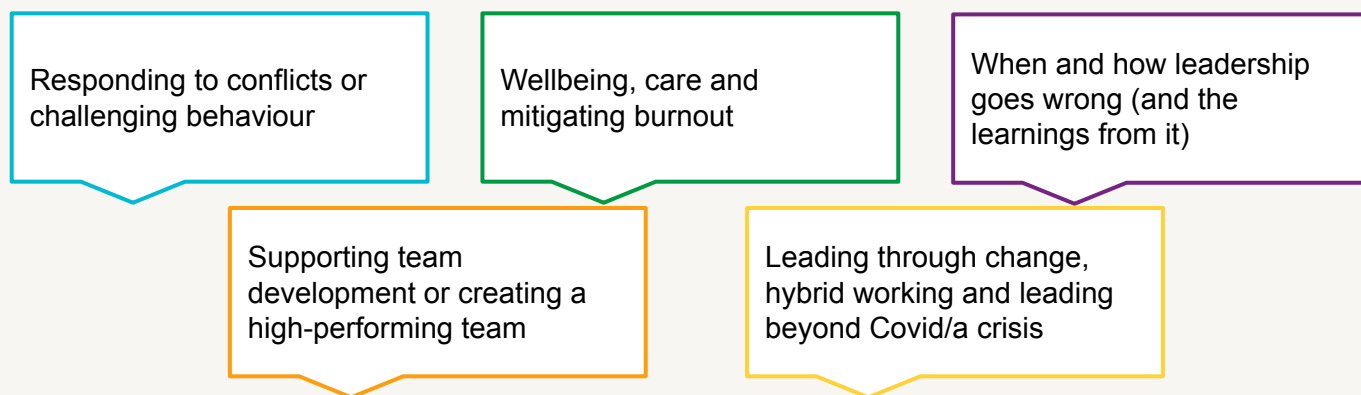 Responding to conflicts or
challenging behaviour
Wellbeing, care and
mitigating burnout
When and how leadership
goes wrong (and the
learnings from it)
Supporting team
development or creating a
high-performing team
Leading through change,
hybrid working and leading
beyond Covid/a crisis